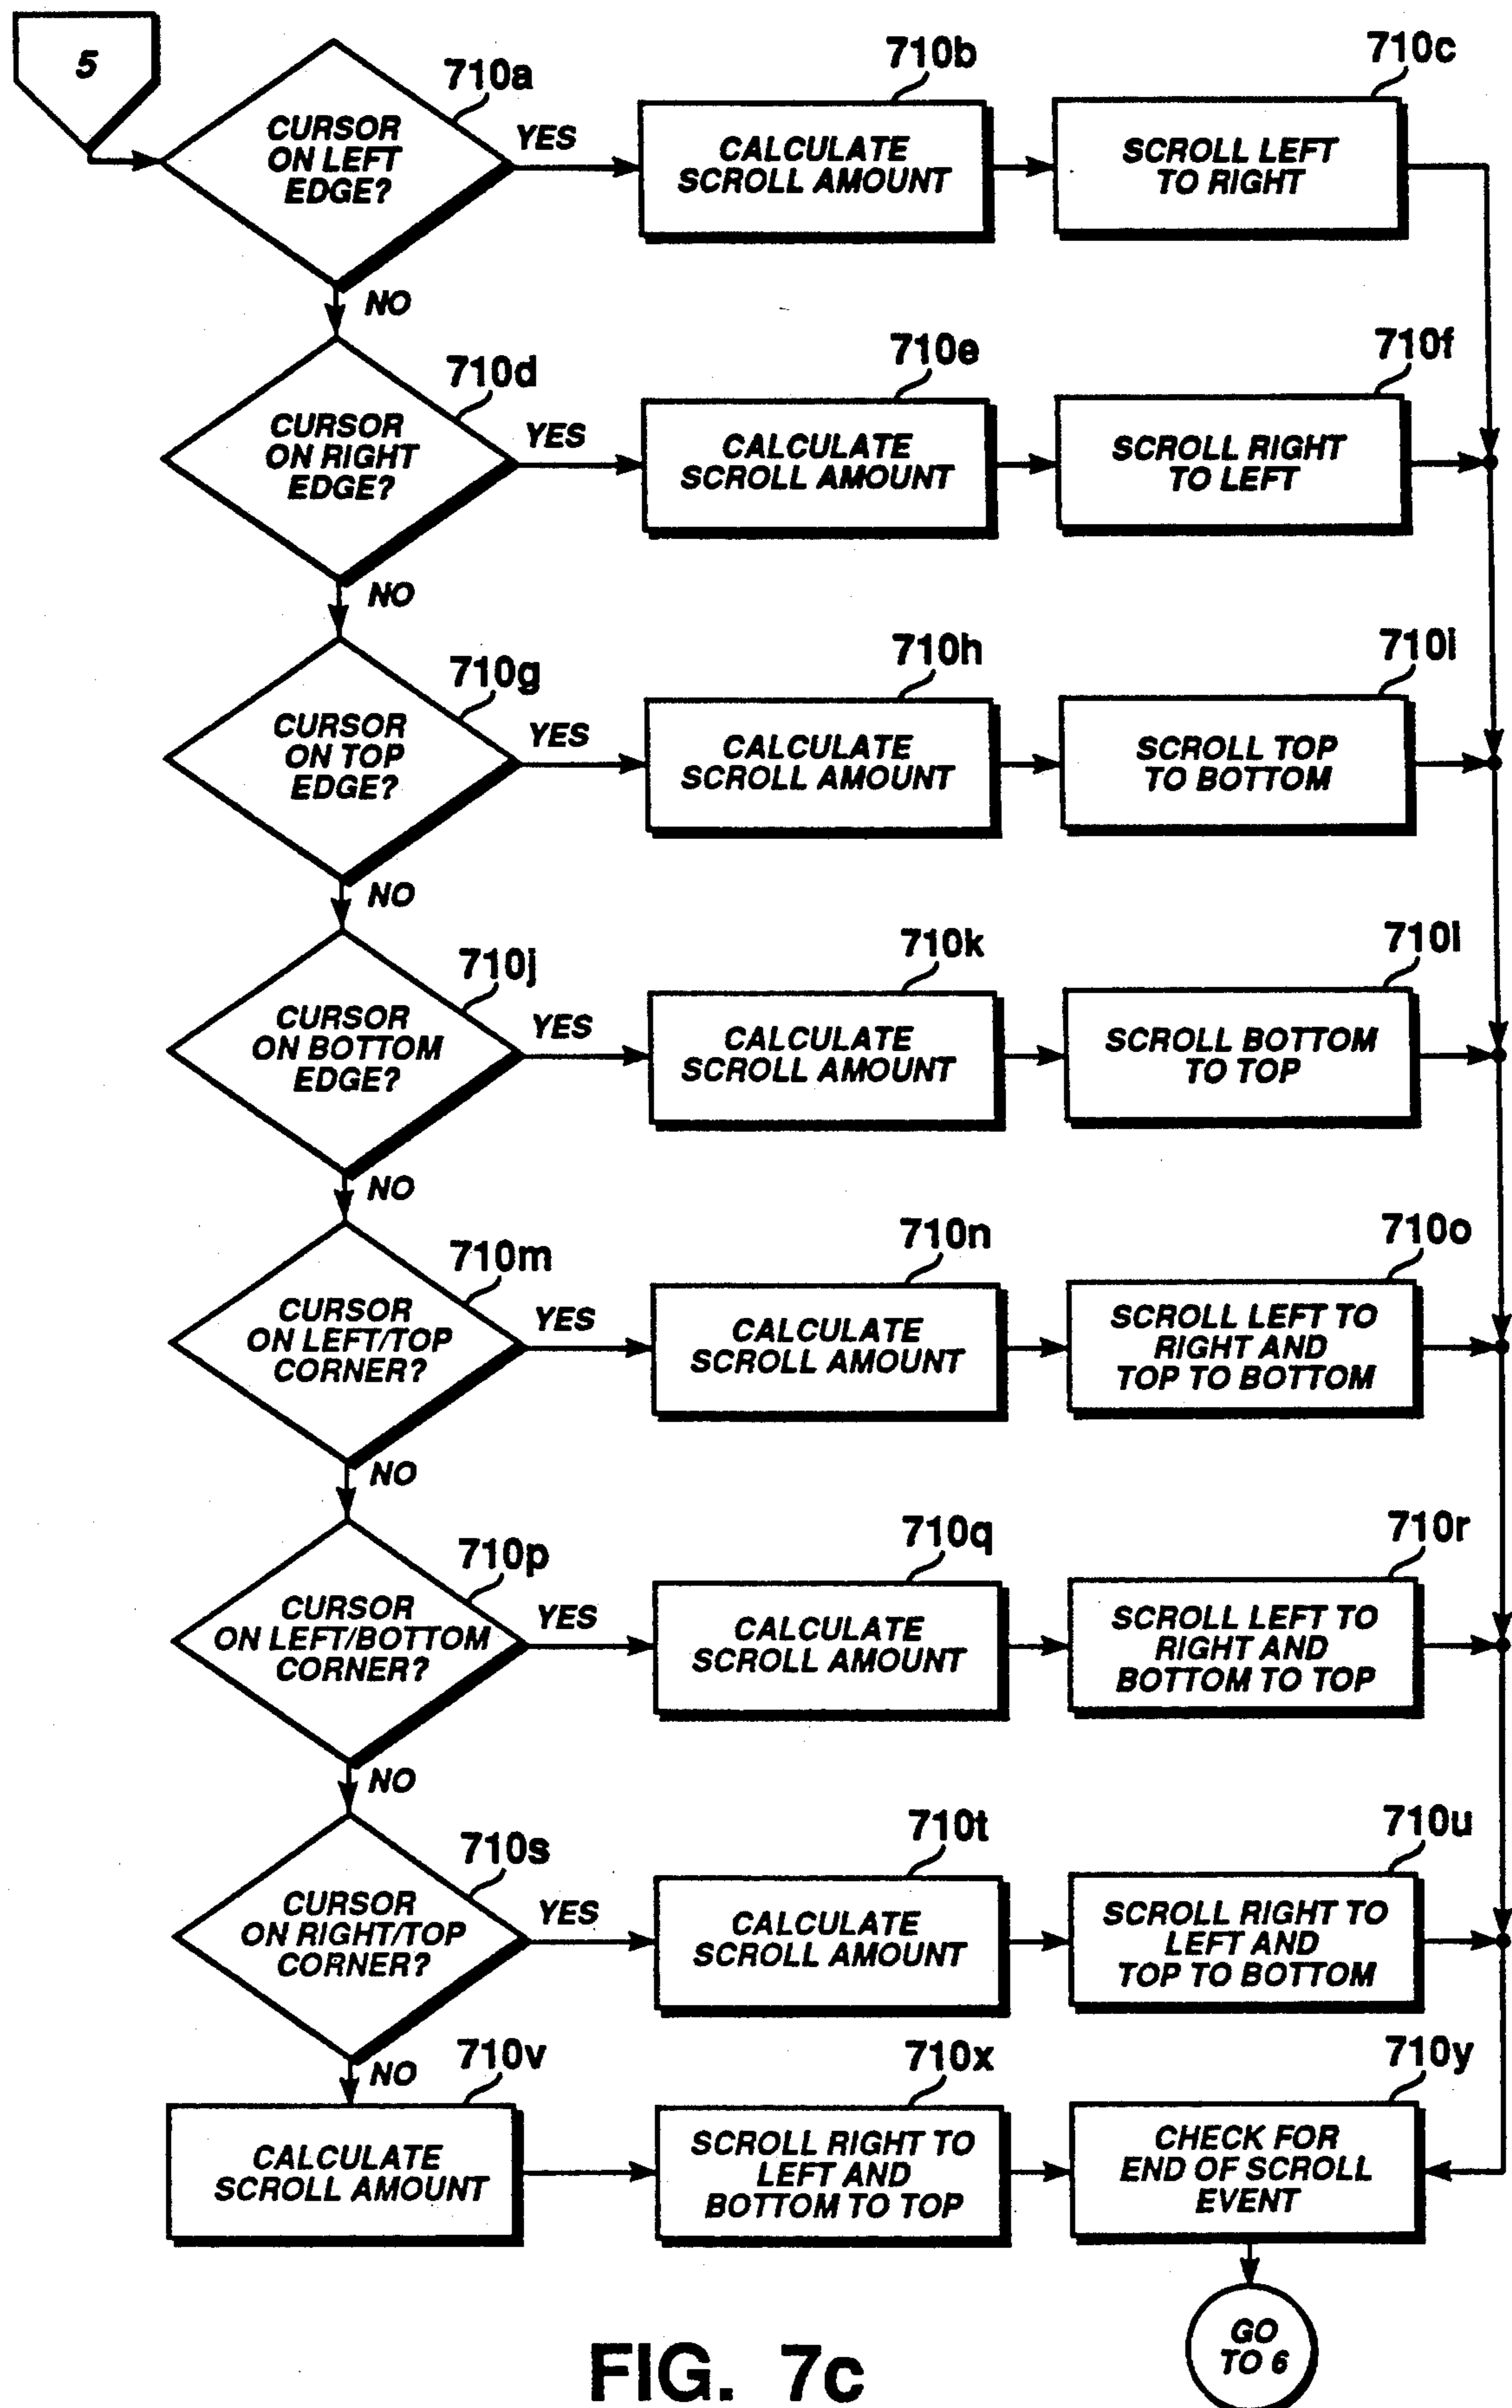 5
710a
710b
710c
CURSOR
ON LEFT
EDGE?
YES
CALCULATE
SCROLL AMOUNT
SCROLL LEFT
TO RIGHT
NO
710d
710e
710f
CURSOR
ON RIGHT
EDGE?
YES
CALCULATE
SCROLL AMOUNT
SCROLL RIGHT
TO LEFT
NO
710g
710h
710i
CURSOR
ON TOP
EDGE?
YES
CALCULATE
SCROLL AMOUNT
SCROLL TOP
TO BOTTOM
NO
710j
710k
710l
CURSOR
ON BOTTOM
EDGE?
YES
CALCULATE
SCROLL AMOUNT
SCROLL BOTTOM
TO TOP
NO
710m
710n
710o
CURSOR
ON LEFT/TOP
CORNER?
YES
CALCULATE
SCROLL AMOUNT
SCROLL LEFT TO
RIGHT AND
TOP TO BOTTOM
NO
710p
710q
710r
CURSOR
ON LEFT/BOTTOM
CORNER?
YES
CALCULATE
SCROLL AMOUNT
SCROLL LEFT TO
RIGHT AND
BOTTOM TO TOP
NO
710s
710t
710u
CURSOR
ON RIGHT/TOP
CORNER?
YES
CALCULATE
SCROLL AMOUNT
SCROLL RIGHT TO
LEFT AND
TOP TO BOTTOM
NO
710v
710x
710y
CALCULATE
SCROLL AMOUNT
SCROLL RIGHT TO
LEFT AND
BOTTOM TO TOP
CHECK FOR
END OF SCROLL
EVENT
GO
TO 6
FIG. 7c